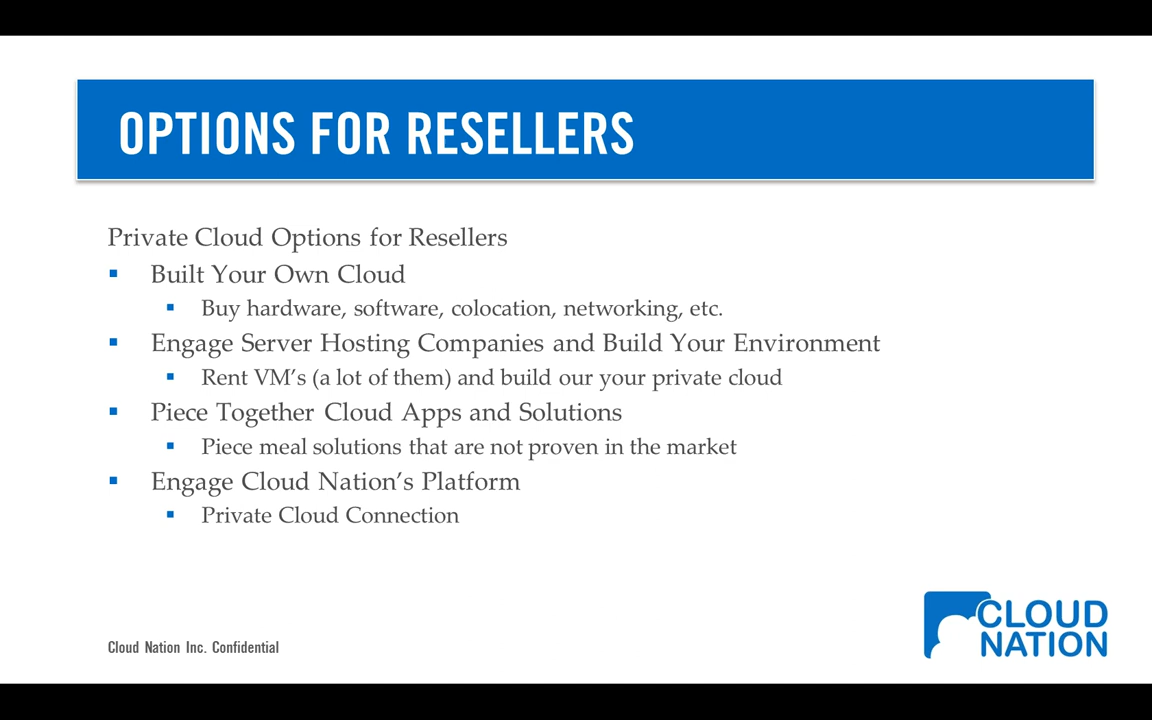 OPTIONS FOR RESELLERS
Private Cloud Options for Resellers
▪ Built Your Own Cloud
▪ Buy hardware, software, colocation, networking, etc.
▪ Engage Server Hosting Companies and Build Your Environment
▪ Rent VM’s (a lot of them) and build our your private cloud
▪ Piece Together Cloud Apps and Solutions
▪ Piece meal solutions that are not proven in the market
▪ Engage Cloud Nation’s Platform
▪ Private Cloud Connection
Cloud Nation Inc. Confidential
CLOUD
NATION